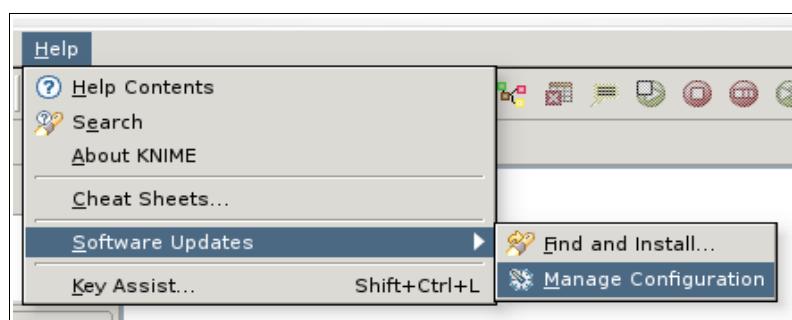 Help
Help Contents
Search
About KNIME
Cheat Sheets...
Software Updates
Find and Install...
Manage Configuration
Key Assist... Shift+Ctrl+L